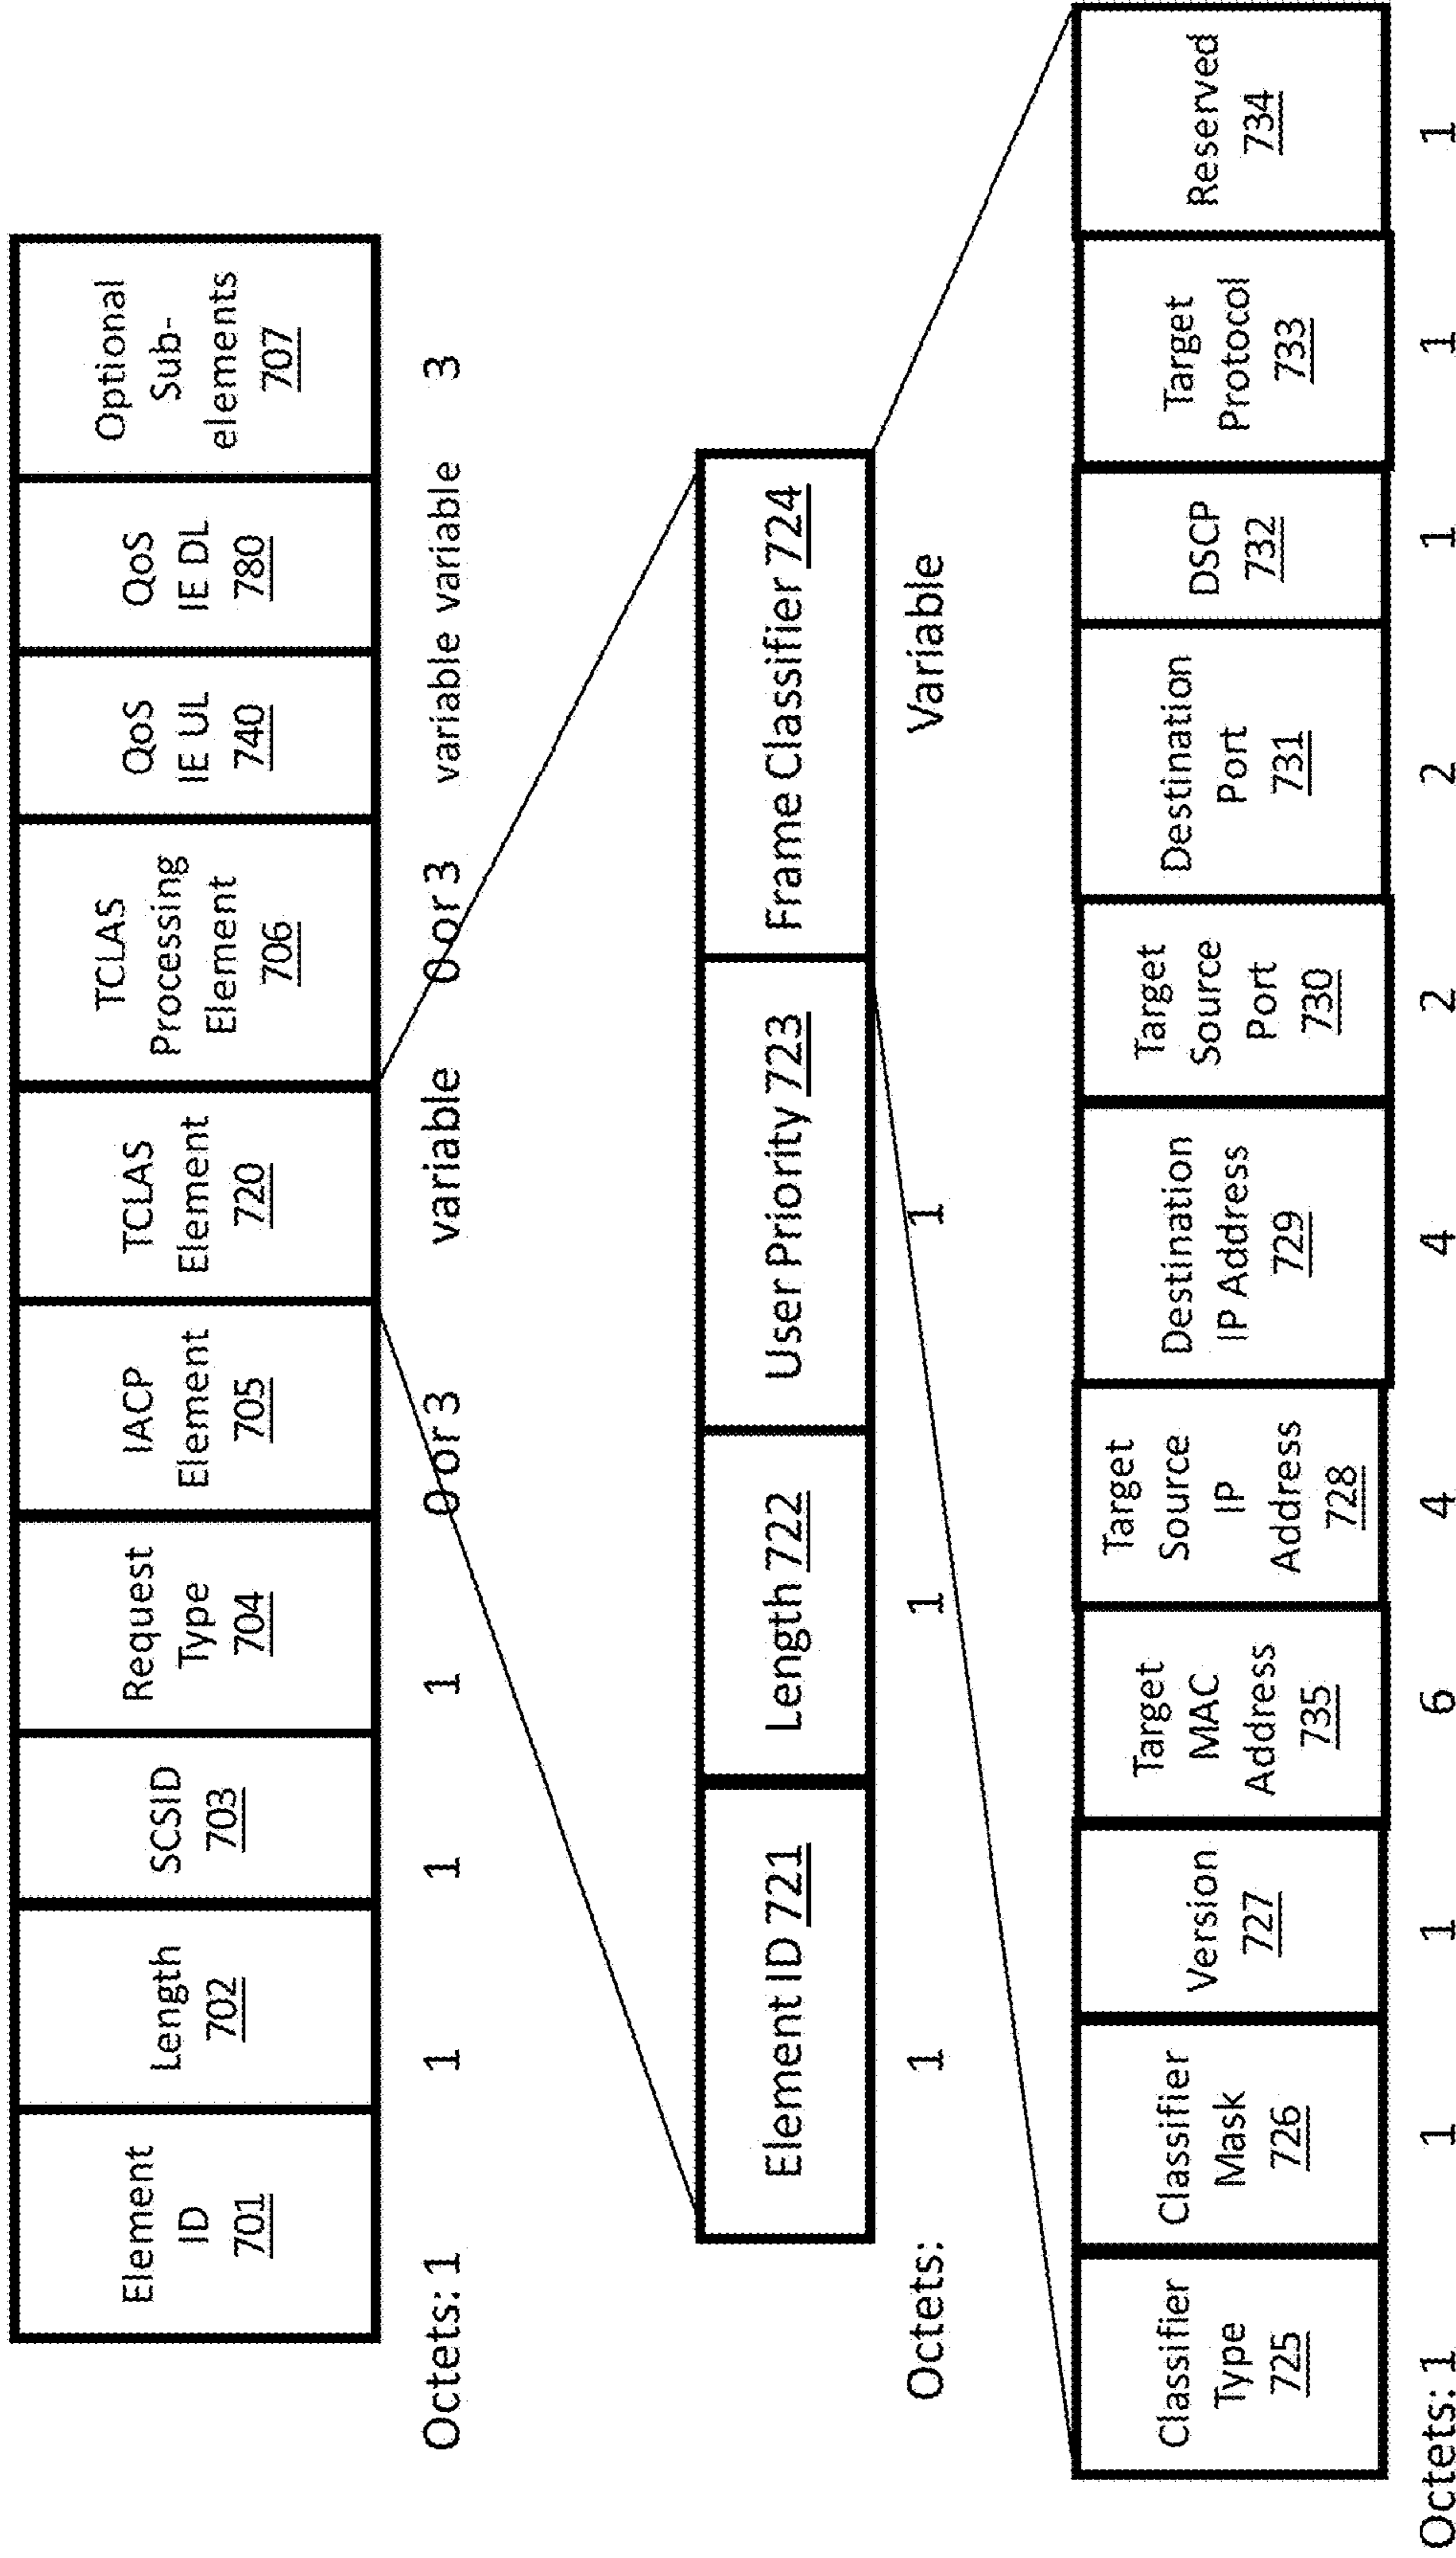 Element
ID
701
Length
702
SCSID
703
Request
Type
704
IACP
Element
705
TCLAS
Element
720
TCLAS
Processing
Element
706
QoS
IE UL
740
QoS
IE DL
780
Optional
Sub-
elements
707
Octets: 1 1 1 1 0 or 3 variable 0 or 3 variable variable 3
Element ID 721
Length 722
User Priority 723
Frame Classifier 724
Octets: 1 1 1 Variable
Classifier
Type
725
Classifier
Mask
726
Version
727
Target
MAC
Address
735
Target
Source
IP
Address
728
Destination
IP Address
729
Target
Source
Port
730
Destination
Port
731
DSCP
732
Target
Protocol
733
Reserved
734
Octets: 1 1 1 6 4 4 2 2 1 1 1